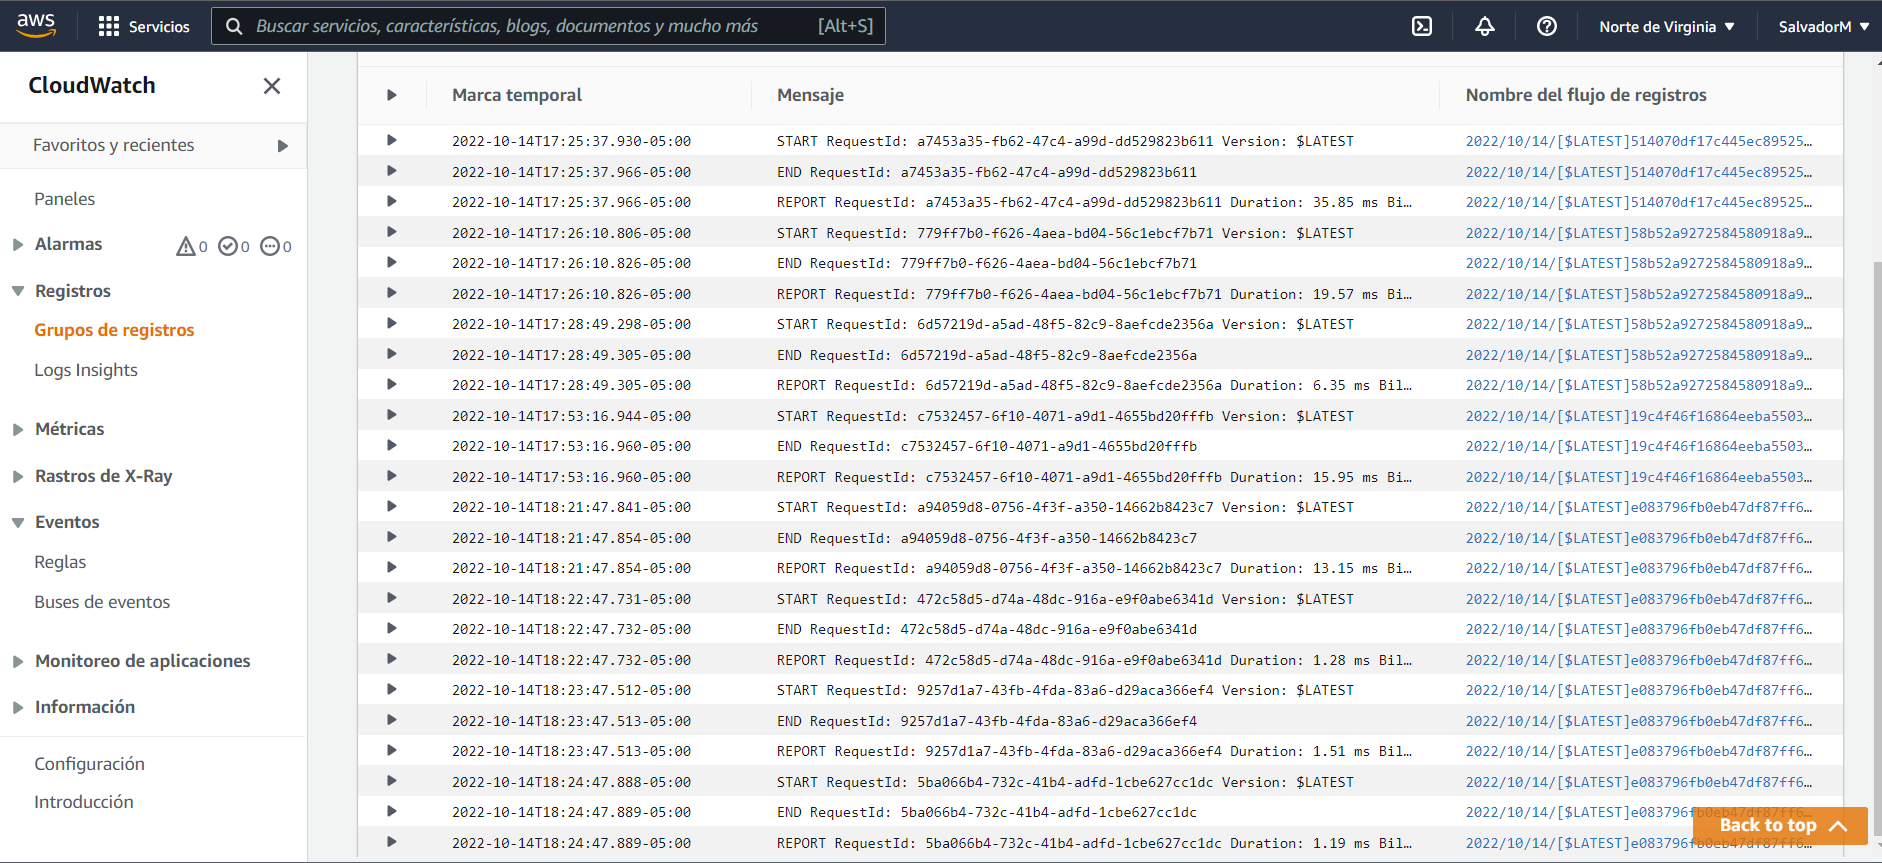 aws Servicios Buscar servicios, características, blogs, documentos y mucho más [Alt+S] Norte de Virginia SalvadorM
CloudWatch
Favoritos y recientes
Paneles
Alarmas 0 0 0
Registros
Grupos de registros
Logs Insights
Métricas
Rastros de X-Ray
Eventos
Reglas
Buses de eventos
Monitoreo de aplicaciones
Información
Configuración
Introducción
Marca temporal Mensaje Nombre del flujo de registros
2022-10-14T17:25:37.930-05:00 START RequestId: a7453a35-fb62-47c4-a99d-dd529823b611 Version: $LATEST 2022/10/14/[$LATEST]514070df17c445ec89525…
2022-10-14T17:25:37.966-05:00 END RequestId: a7453a35-fb62-47c4-a99d-dd529823b611 2022/10/14/[$LATEST]514070df17c445ec89525…
2022-10-14T17:25:37.966-05:00 REPORT RequestId: a7453a35-fb62-47c4-a99d-dd529823b611 Duration: 35.85 ms Bi… 2022/10/14/[$LATEST]514070df17c445ec89525…
2022-10-14T17:26:10.806-05:00 START RequestId: 779ff7b0-f626-4aea-bd04-56c1ebcf7b71 Version: $LATEST 2022/10/14/[$LATEST]58b52a9272584580918a9…
2022-10-14T17:26:10.826-05:00 END RequestId: 779ff7b0-f626-4aea-bd04-56c1ebcf7b71 2022/10/14/[$LATEST]58b52a9272584580918a9…
2022-10-14T17:26:10.826-05:00 REPORT RequestId: 779ff7b0-f626-4aea-bd04-56c1ebcf7b71 Duration: 19.57 ms Bi… 2022/10/14/[$LATEST]58b52a9272584580918a9…
2022-10-14T17:28:49.298-05:00 START RequestId: 6d57219d-a5ad-48f5-82c9-8aefcde2356a Version: $LATEST 2022/10/14/[$LATEST]58b52a9272584580918a9…
2022-10-14T17:28:49.305-05:00 END RequestId: 6d57219d-a5ad-48f5-82c9-8aefcde2356a 2022/10/14/[$LATEST]58b52a9272584580918a9…
2022-10-14T17:28:49.305-05:00 REPORT RequestId: 6d57219d-a5ad-48f5-82c9-8aefcde2356a Duration: 6.35 ms Bil… 2022/10/14/[$LATEST]58b52a9272584580918a9…
2022-10-14T17:53:16.944-05:00 START RequestId: c7532457-6f10-4071-a9d1-4655bd20fffb Version: $LATEST 2022/10/14/[$LATEST]19c4f46f16864eeba5503…
2022-10-14T17:53:16.960-05:00 END RequestId: c7532457-6f10-4071-a9d1-4655bd20fffb 2022/10/14/[$LATEST]19c4f46f16864eeba5503…
2022-10-14T17:53:16.960-05:00 REPORT RequestId: c7532457-6f10-4071-a9d1-4655bd20fffb Duration: 15.95 ms Bi… 2022/10/14/[$LATEST]19c4f46f16864eeba5503…
2022-10-14T18:21:47.841-05:00 START RequestId: a94059d8-0756-4f3f-a350-14662b8423c7 Version: $LATEST 2022/10/14/[$LATEST]e083796fb0eb47df87ff6…
2022-10-14T18:21:47.854-05:00 END RequestId: a94059d8-0756-4f3f-a350-14662b8423c7 2022/10/14/[$LATEST]e083796fb0eb47df87ff6…
2022-10-14T18:21:47.854-05:00 REPORT RequestId: a94059d8-0756-4f3f-a350-14662b8423c7 Duration: 13.15 ms Bi… 2022/10/14/[$LATEST]e083796fb0eb47df87ff6…
2022-10-14T18:22:47.731-05:00 START RequestId: 472c58d5-d74a-48dc-916a-e9f0abe6341d Version: $LATEST 2022/10/14/[$LATEST]e083796fb0eb47df87ff6…
2022-10-14T18:22:47.732-05:00 END RequestId: 472c58d5-d74a-48dc-916a-e9f0abe6341d 2022/10/14/[$LATEST]e083796fb0eb47df87ff6…
2022-10-14T18:22:47.732-05:00 REPORT RequestId: 472c58d5-d74a-48dc-916a-e9f0abe6341d Duration: 1.28 ms Bil… 2022/10/14/[$LATEST]e083796fb0eb47df87ff6…
2022-10-14T18:23:47.512-05:00 START RequestId: 9257d1a7-43fb-4fda-83a6-d29aca366ef4 Version: $LATEST 2022/10/14/[$LATEST]e083796fb0eb47df87ff6…
2022-10-14T18:23:47.513-05:00 END RequestId: 9257d1a7-43fb-4fda-83a6-d29aca366ef4 2022/10/14/[$LATEST]e083796fb0eb47df87ff6…
2022-10-14T18:23:47.513-05:00 REPORT RequestId: 9257d1a7-43fb-4fda-83a6-d29aca366ef4 Duration: 1.51 ms Bil… 2022/10/14/[$LATEST]e083796fb0eb47df87ff6…
2022-10-14T18:24:47.888-05:00 START RequestId: 5ba066b4-732c-41b4-adfd-1cbe627cc1dc Version: $LATEST 2022/10/14/[$LATEST]e083796fb0eb47df87ff6…
2022-10-14T18:24:47.889-05:00 END RequestId: 5ba066b4-732c-41b4-adfd-1cbe627cc1dc 2022/10/14/[$LATEST]e083796fb0eb47df87ff6…
Back to top
2022-10-14T18:24:47.889-05:00 REPORT RequestId: 5ba066b4-732c-41b4-adfd-1cbe627cc1dc Duration: 1.19 ms Bil… 2022/10/14/[$LATEST]e083796fb0eb47df87ff6…